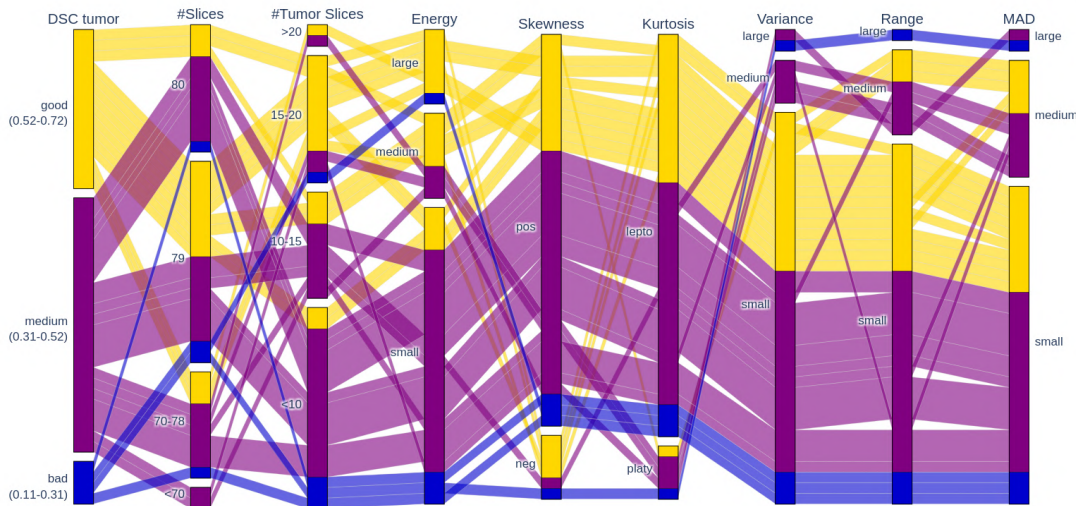 DSC tumor
#Slices
#Tumor Slices
Energy
Skewness
Kurtosis
Variance
Range
MAD
good
(0.52-0.72)
medium
(0.31-0.52)
bad
(0.11-0.31)
80
79
70-78
<70
>20
15-20
10-15
<10
large
medium
small
pos
neg
lepto
platy
large
medium
small
large
medium
small
large
medium
small